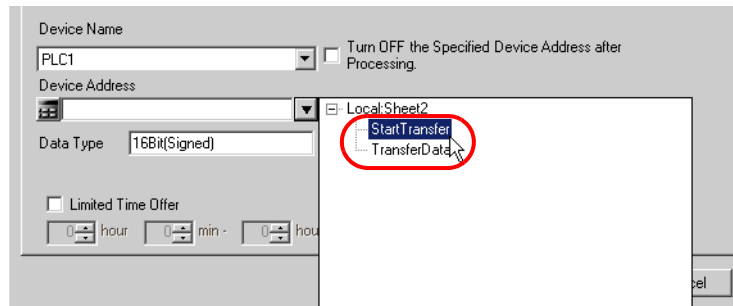 Device Name
PLC1
Turn OFF the Specified Device Address after
Processing.
Device Address
Local:Sheet2
StartTransfer
Data Type 16Bit(Signed)
TransferData
Limited Time Offer
0 hour 0 min - 0 hou
cel